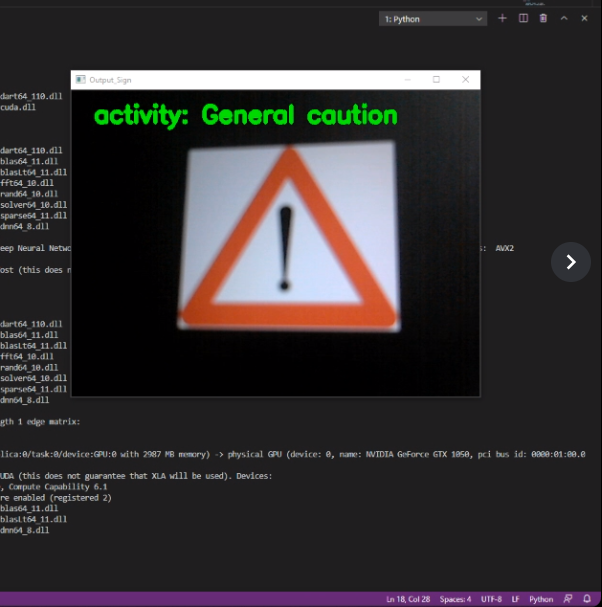 1: Python
Output_Sign
activity: General caution
dart64_110.dll
cuda.dll
dart64_110.dll
blas64_11.dll
blasLt64_11.dll
fft64_10.dll
rand64_10.dll
solver64_10.dll
sparse64_11.dll
dnn64_8.dll
eep Neural Netwo
s: AVX2
ost (this does n
dart64_110.dll
blas64_11.dll
blasLt64_11.dll
fft64_10.dll
rand64_10.dll
solver64_10.dll
sparse64_11.dll
dnn64_8.dll
gth 1 edge matrix:
lica:0/task:0/device:GPU:0 with 2987 MB memory) -> physical GPU (device: 0, name: NVIDIA GeForce GTX 1050, pci bus id: 0000:01:00.0
UDA (this does not guarantee that XLA will be used). Devices:
, Compute Capability 6.1
re enabled (registered 2)
blas64_11.dll
blasLt64_11.dll
dnn64_8.dll
Ln 18, Col 28 Spaces: 4 UTF-8 LF Python